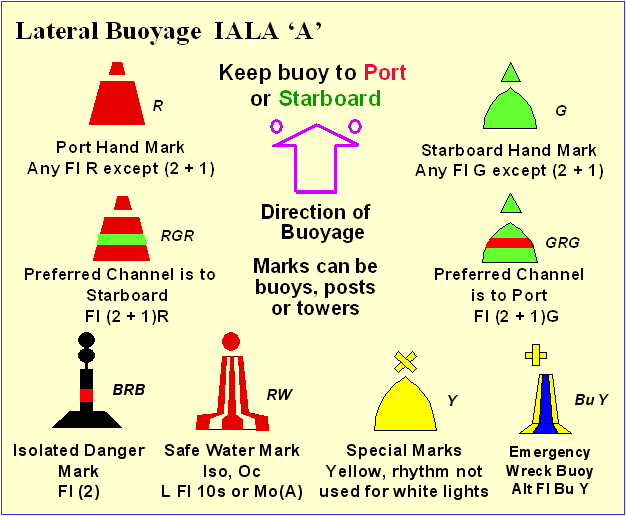 Lateral Buoyage IALA ‘A’
Keep buoy to Port
or Starboard
R
Port Hand Mark
Any Fl R except (2 + 1)
G
Starboard Hand Mark
Any Fl G except (2 + 1)
Direction of
Buoyage
Marks can be
buoys, posts
or towers
RGR
Preferred Channel is to
Starboard
Fl (2 + 1)R
GRG
Preferred Channel
is to Port
Fl (2 + 1)G
BRB
Isolated Danger
Mark
Fl (2)
RW
Safe Water Mark
Iso, Oc
L Fl 10s or Mo(A)
Y
Special Marks
Yellow, rhythm not
used for white lights
Bu Y
Emergency
Wreck Buoy
Alt Fl Bu Y